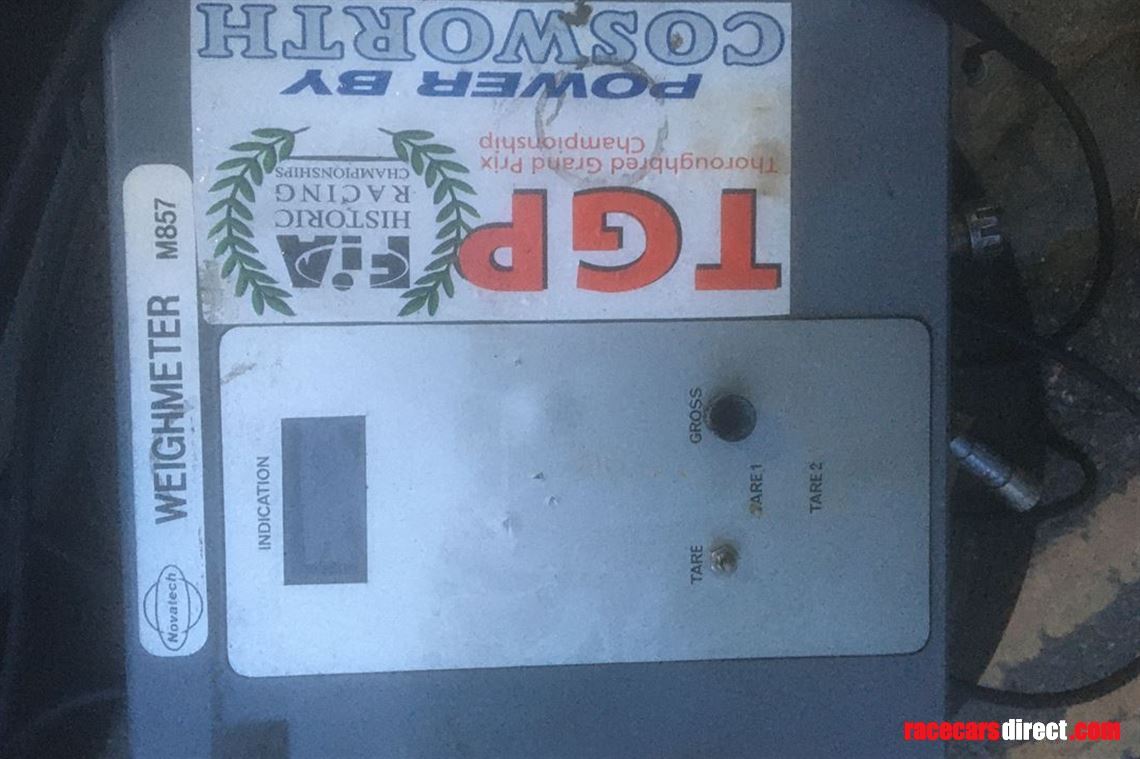 COSWORTH
POWER BY
Thoroughbred Grand Prix
Championship
TGP
FiA
HISTORIC
RACING
CHAMPIONSHIPS
Novatech
WEIGHMETER M857
INDICATION
GROSS
TARE
TARE 1
TARE 2
racecarsdirect.com